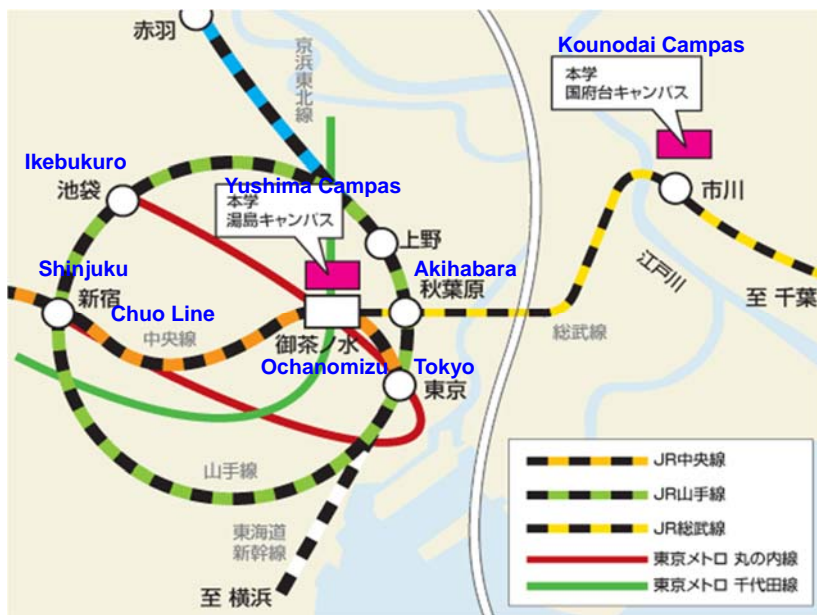 赤羽
京浜東北線
Kounodai Campas
本学
国府台キャンパス
Ikebukuro
池袋
Yushima Campas
本学
湯島キャンパス
市川
上野
江戸川
Shinjuku
新宿
Akihabara
秋葉原
至 千葉
Chuo Line
中央線
御茶ノ水
総武線
Ochanomizu
Tokyo
東京
山手線
東海道
新幹線
至 横浜
JR中央線
JR山手線
JR総武線
東京メトロ 丸の内線
東京メトロ 千代田線